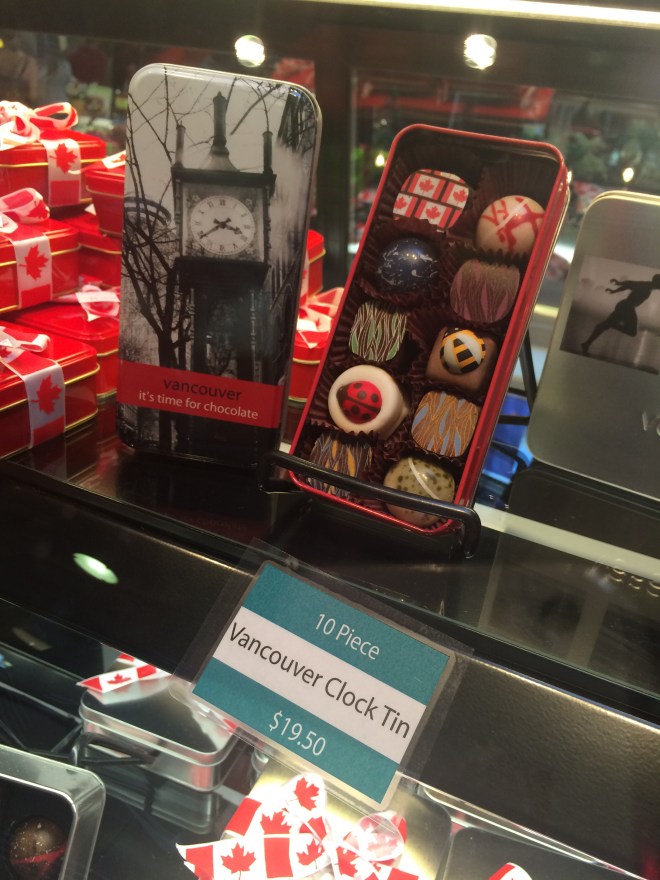 vancouver
it's time for chocolate
10 Piece
Vancouver Clock Tin
$19.50